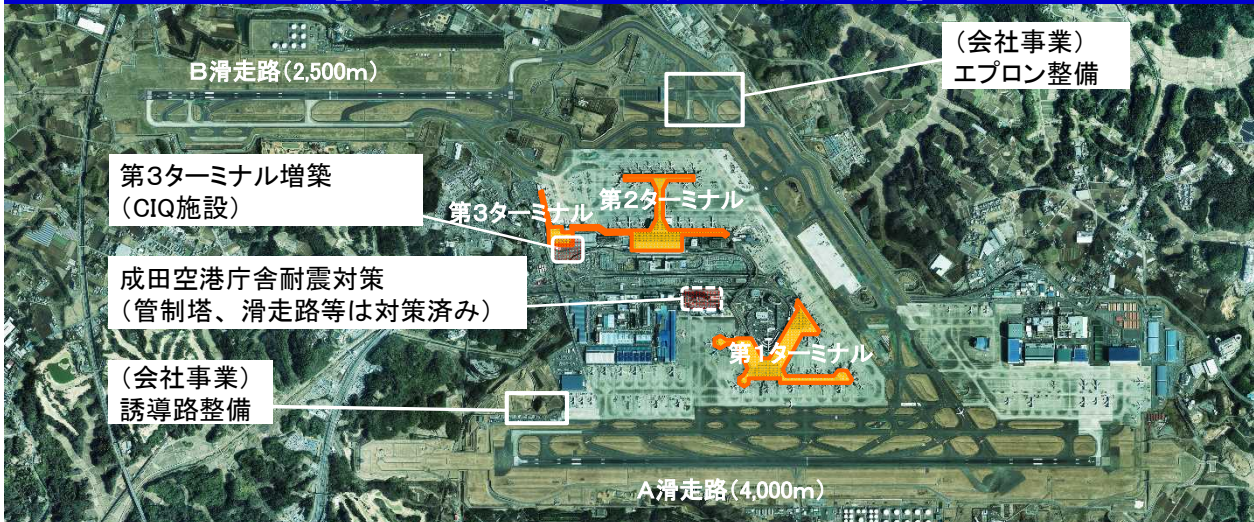 B滑走路(2,500m)
(会社事業)
エプロン整備
第3ターミナル増築
(CIQ施設)
第3ターミナル
第2ターミナル
成田空港庁舎耐震対策
(管制塔、滑走路等は対策済み)
第1ターミナル
(会社事業)
誘導路整備
A滑走路(4,000m)